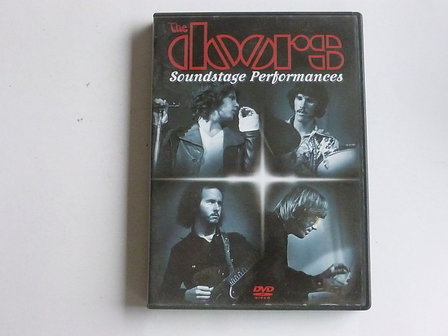 The
DOORS
Soundstage Performances
DVD
VIDEO